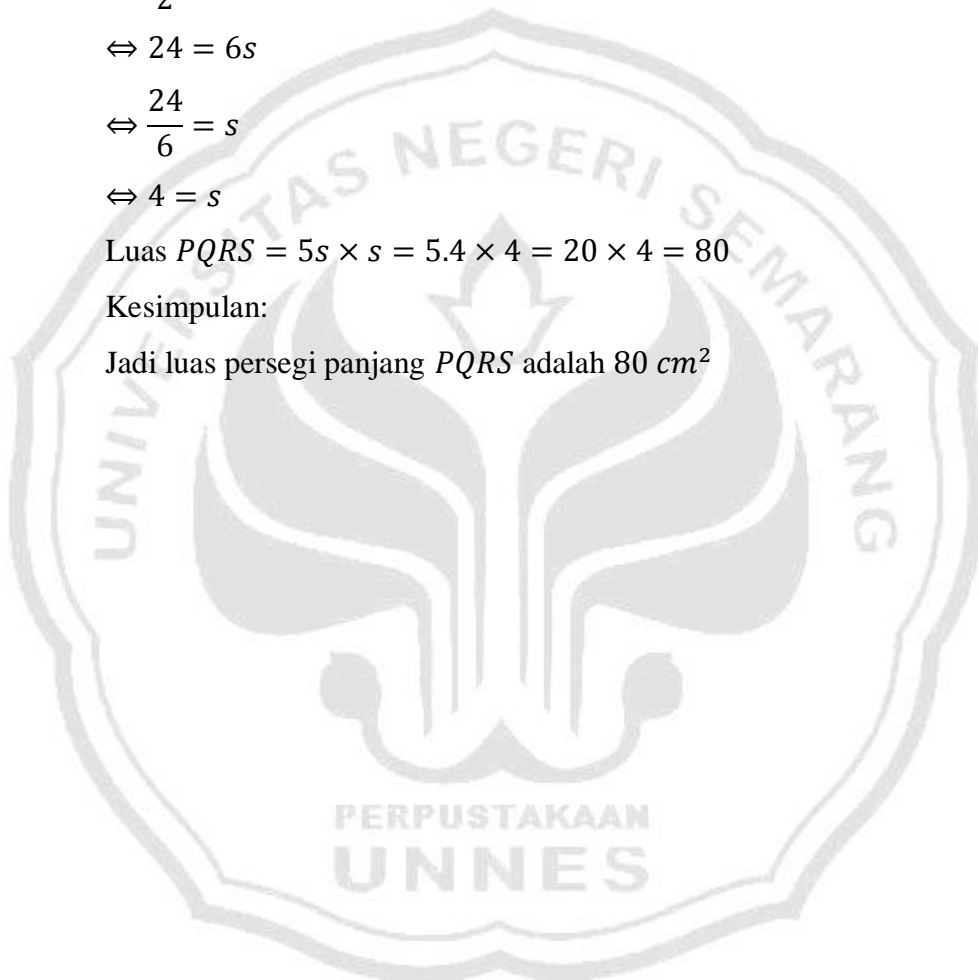 2
⇔ 24 = 6s
⇔ 24/6 = s
⇔ 4 = s
Luas PQRS = 5s × s = 5.4 × 4 = 20 × 4 = 80
Kesimpulan:
Jadi luas persegi panjang PQRS adalah 80 cm²
UNIVERSITAS NEGERI SEMARANG
PERPUSTAKAAN
UNNES